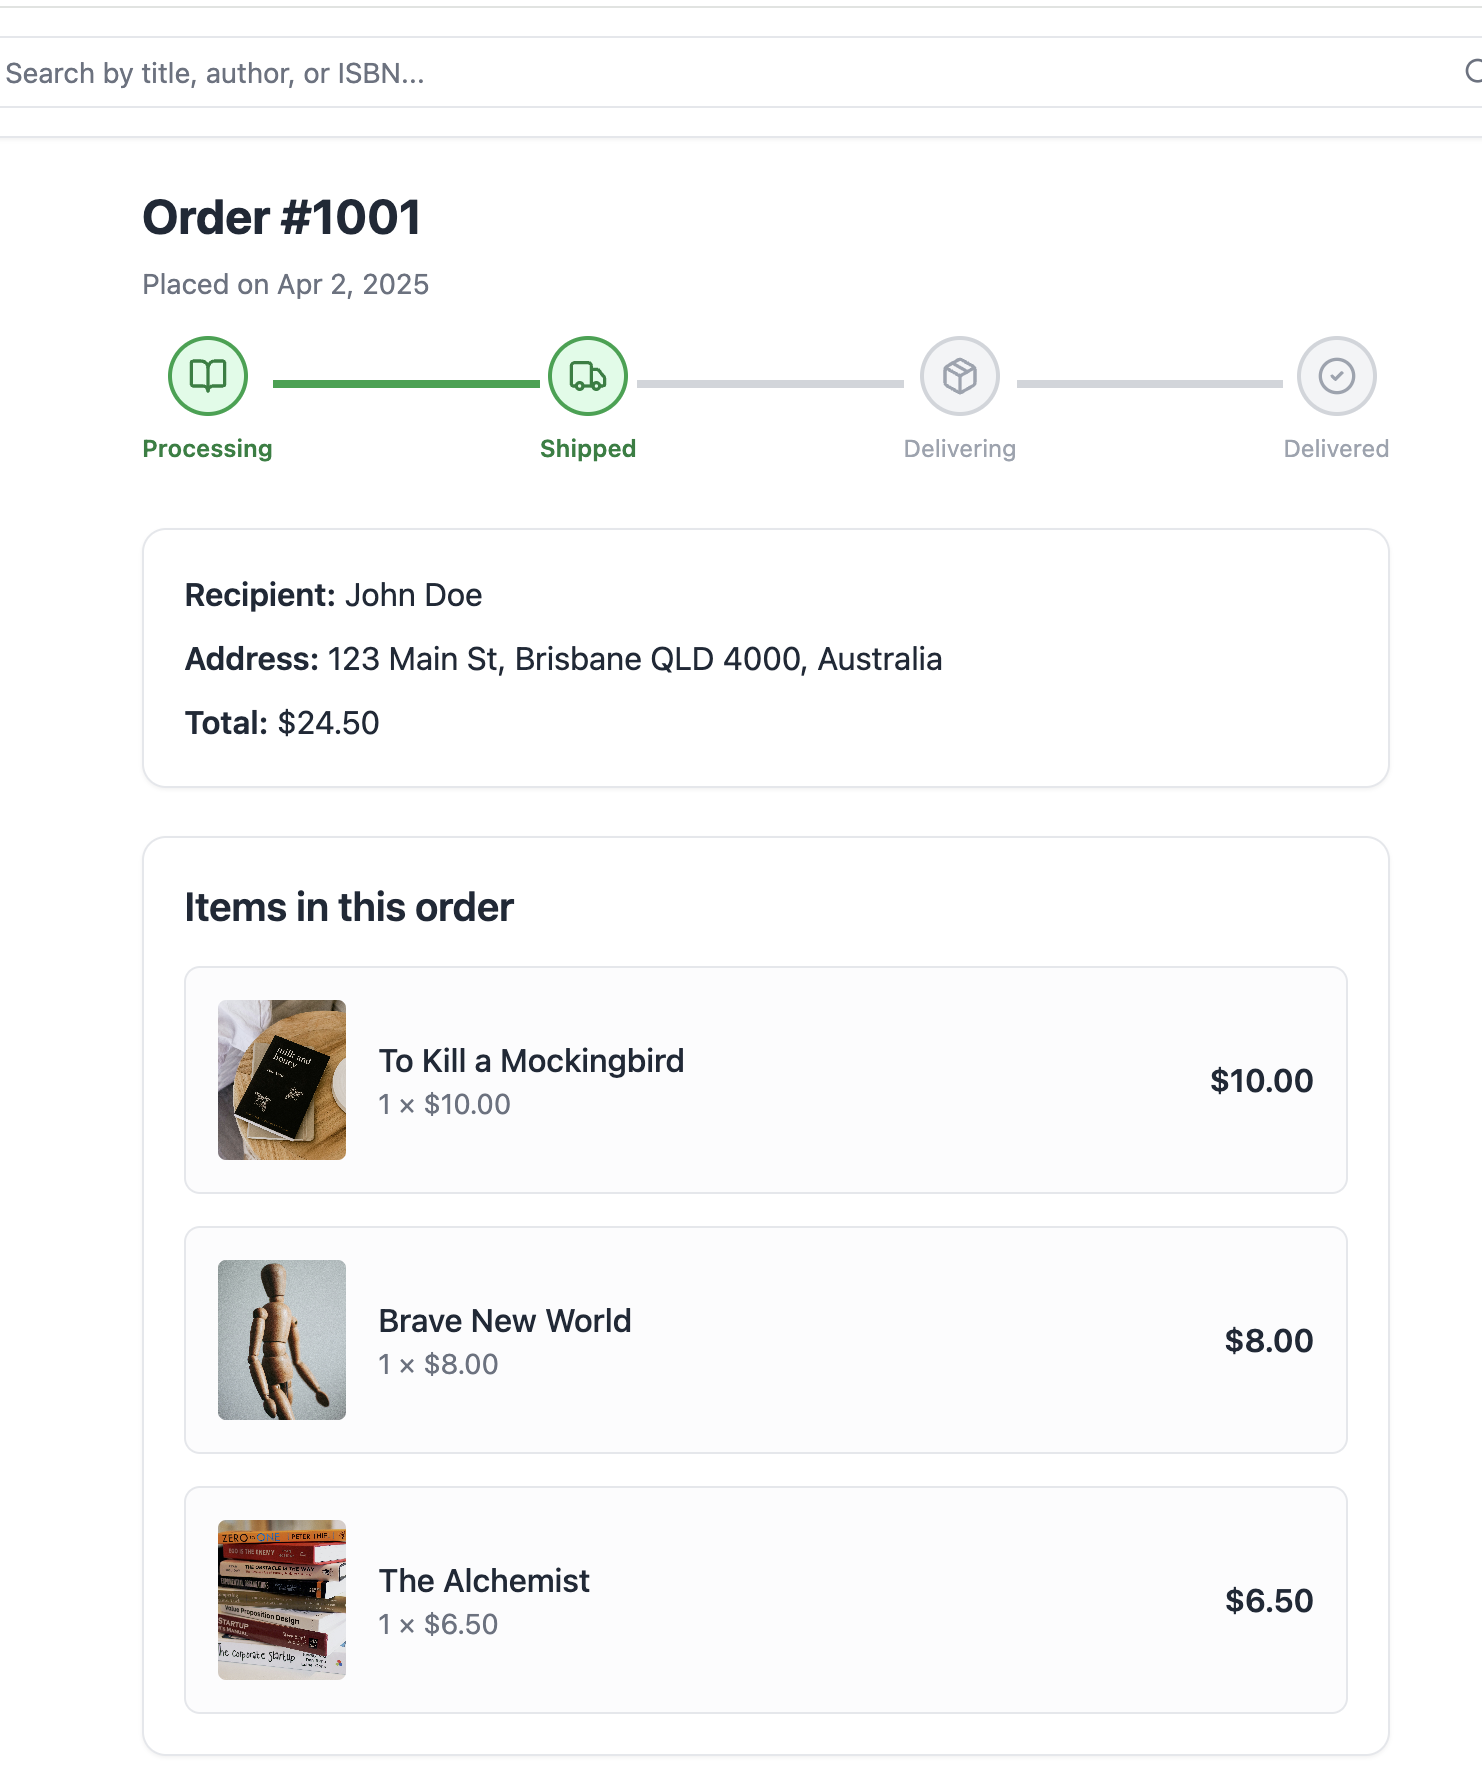 Search by title, author, or ISBN...
Order #1001
Placed on Apr 2, 2025
Processing
Shipped
Delivering
Delivered
Recipient: John Doe
Address: 123 Main St, Brisbane QLD 4000, Australia
Total: $24.50
Items in this order
milk and
honey
To Kill a Mockingbird
1 × $10.00
$10.00
Brave New World
1 × $8.00
$8.00
ZERO TO ONE
EGO IS THE ENEMY
THE OBSTACLE IS THE WAY
Value Proposition Design
STARTUP
The Corporate Startup
The Alchemist
1 × $6.50
$6.50